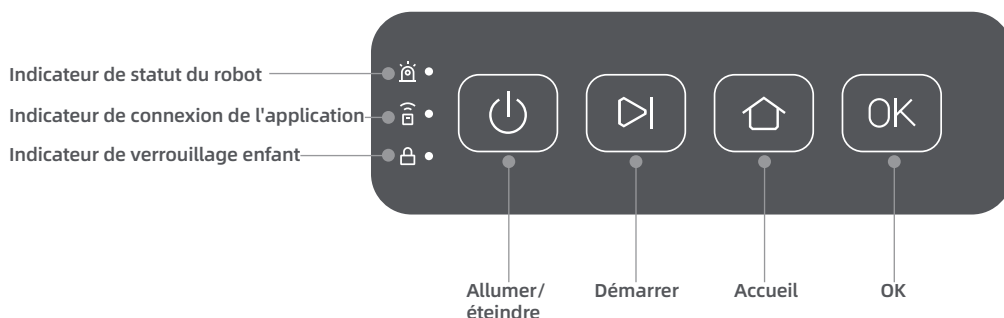 Indicateur de statut du robot
Indicateur de connexion de l'application
Indicateur de verrouillage enfant
OK
Allumer/
éteindre
Démarrer
Accueil
OK